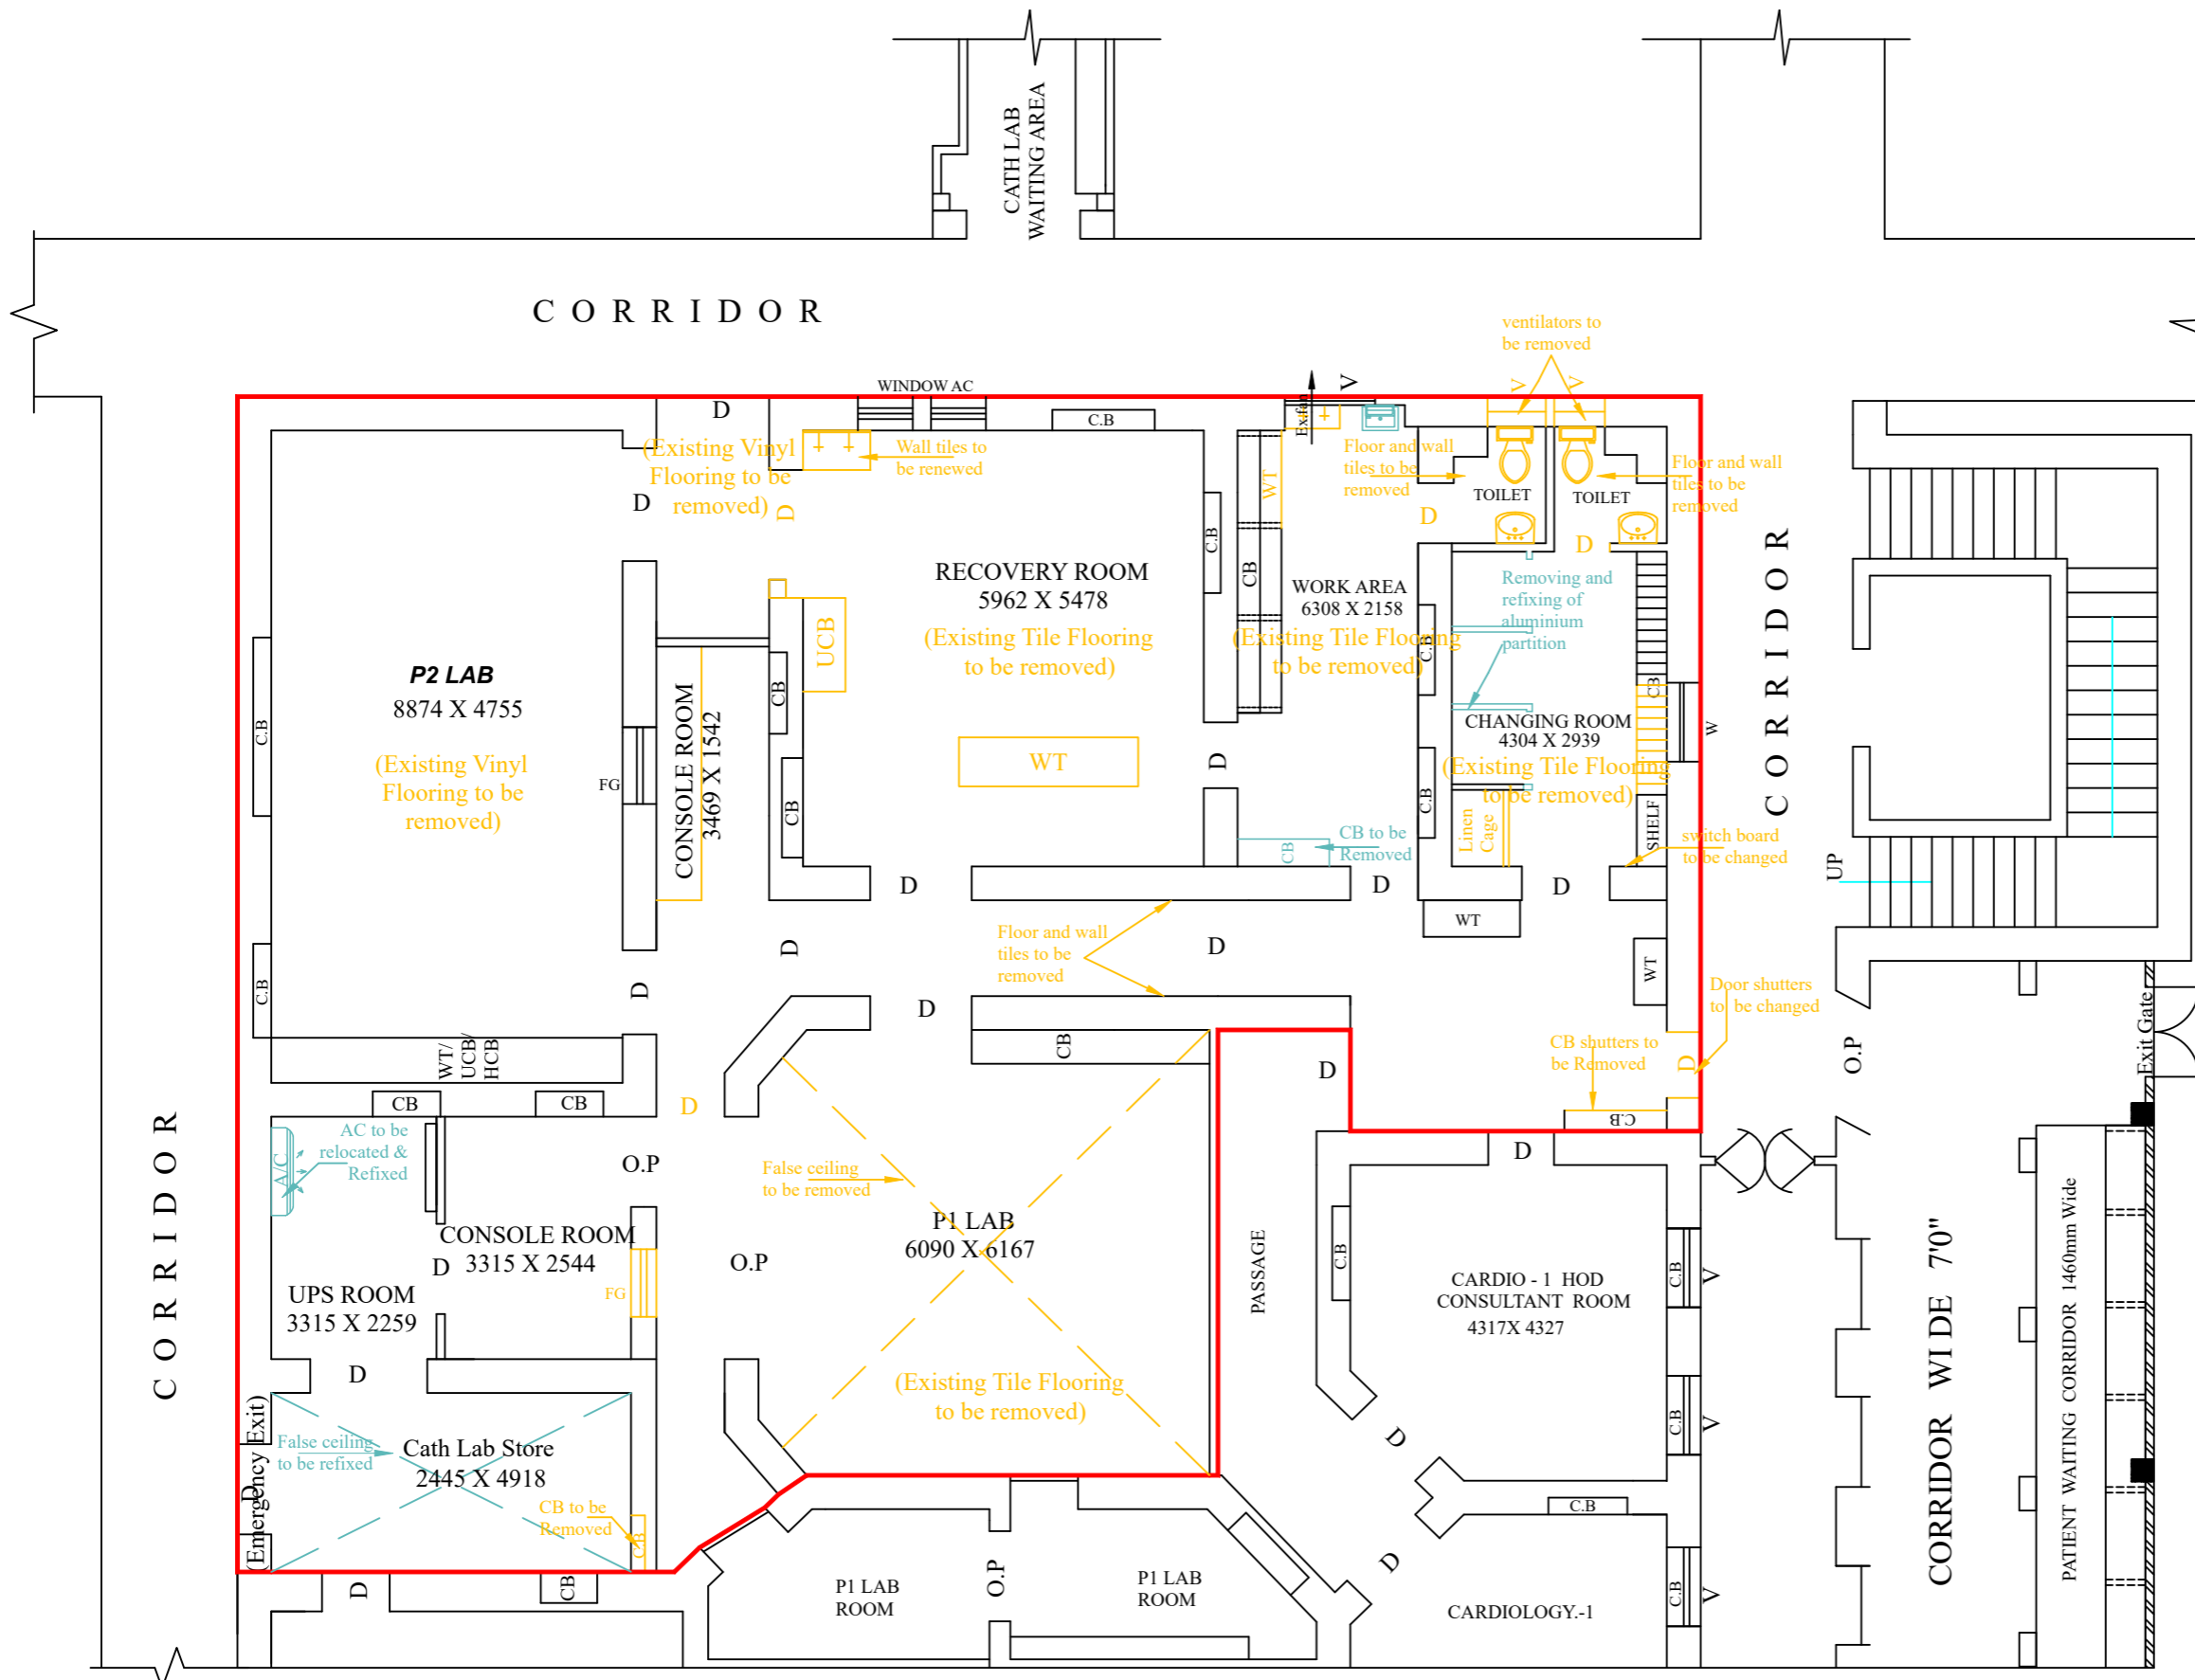 CATH LAB
WAITING AREA
C O R R I D O R
ventilators to
be removed
WINDOW AC
D
C.B
Ex.fan
V
V
V
(Existing Vinyl
Flooring to be
removed)
Wall tiles to
be renewed
D
D
WT
Floor and wall
tiles to be
removed
TOILET
TOILET
Floor and wall
tiles to be
removed
D
D
C.B
CB
RECOVERY ROOM
5962 X 5478
(Existing Tile Flooring
to be removed)
WORK AREA
6308 X 2158
(Existing Tile Flooring
to be removed)
Removing and
refixing of
aluminium
partition
C.B
C O R R I D O R
UCB
P2 LAB
8874 X 4755
(Existing Vinyl
Flooring to be
removed)
C.B
FG
CONSOLE ROOM
3469 X 1542
CB
CB
WT
D
CB
W
CHANGING ROOM
4304 X 2939
(Existing Tile Flooring
to be removed)
C.B
Linen
Cage
SHELF
switch board
to be changed
CB
CB to be
Removed
D
D
D
UP
WT
C.B
D
D
Floor and wall
tiles to be
removed
D
WT
Door shutters
to be changed
D
CB
WT/
UCB/
HCB
D
CB shutters to
be Removed
D
C.B
O.P
Exit Gate
CB
CB
D
AC to be
relocated &
Refixed
A/C
O.P
False ceiling
to be removed
D
C O R R I D O R
CONSOLE ROOM
3315 X 2544
D
UPS ROOM
3315 X 2259
FG
O.P
P1 LAB
6090 X 6167
(Existing Tile Flooring
to be removed)
PASSAGE
C.B
CARDIO - 1 HOD
CONSULTANT ROOM
4317X 4327
C.B
V
C.B
V
CORRIDOR WIDE 7'0"
PATIENT WAITING CORRIDOR 1460mm Wide
D
(Emergency Exit)
D
False ceiling
to be refixed
Cath Lab Store
2445 X 4918
CB to be
Removed
C.B
D
C.B
D
D
CB
P1 LAB
ROOM
O.P
P1 LAB
ROOM
CARDIOLOGY.-1
C.B
V